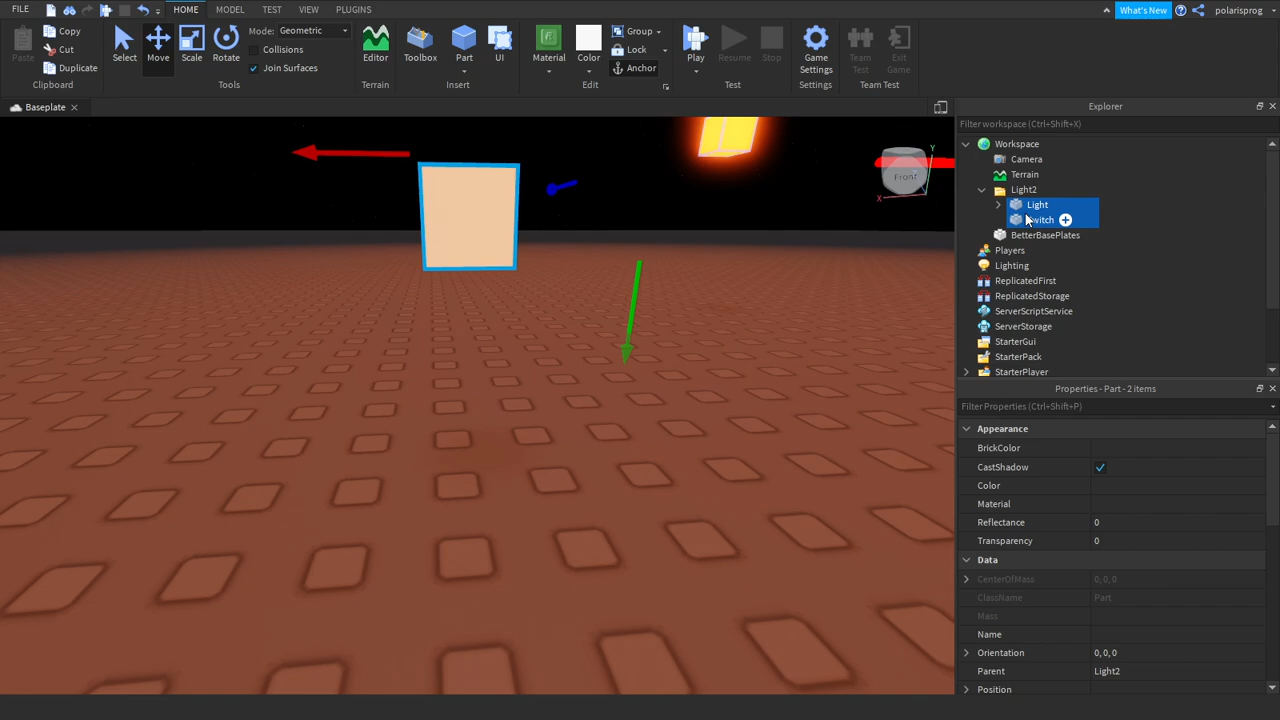 FILE HOME MODEL TEST VIEW PLUGINS What's New polarisprog
Paste Copy Cut Duplicate Select Move Scale Rotate Mode: Geometric Collisions Join Surfaces Editor Toolbox Part UI Material Color Group Lock Anchor Play Resume Stop Game Settings Team Test Exit Game
Clipboard Tools Terrain Insert Edit Test Settings Team Test
Baseplate
Explorer
Filter workspace (Ctrl+Shift+X)
Workspace
Camera
Terrain
Light2
Light
witch
BetterBasePlates
Players
Lighting
ReplicatedFirst
ReplicatedStorage
ServerScriptService
ServerStorage
StarterGui
StarterPack
StarterPlayer
Front
X
Y
Properties - Part - 2 items
Filter Properties (Ctrl+Shift+P)
Appearance
BrickColor
CastShadow
Color
Material
Reflectance 0
Transparency 0
Data
CenterOfMass 0,0,0
ClassName Part
Mass
Name
Orientation 0,0,0
Parent Light2
Position